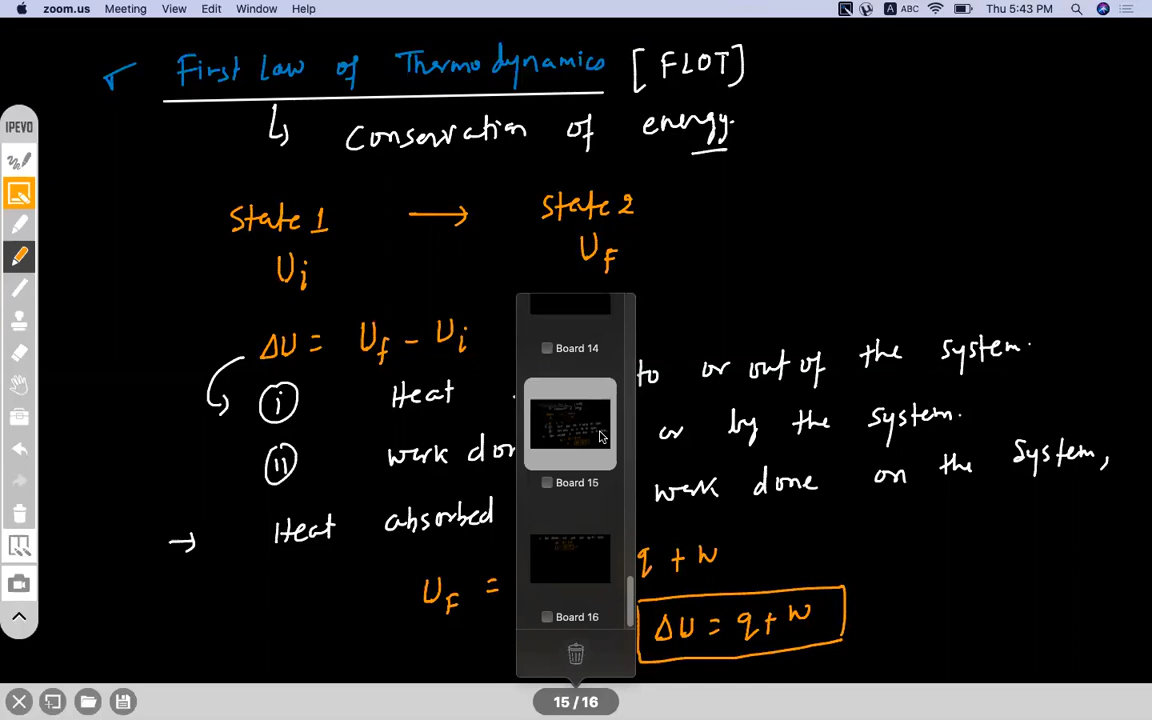 zoom.us Meeting View Edit Window Help A ABC Thu 5:43 PM
First Law of Thermodynamics [FLOT]
Conservation of energy.
IPEVO
State 1 → State 2
Ui UF
ΔU = Uf - Ui
i Heat to or out of the system.
ii work done or by the system.
→ Heat absorbed work done on the system,
UF = q + w
ΔU = q + w
Board 14
Board 15
Board 16
15 / 16